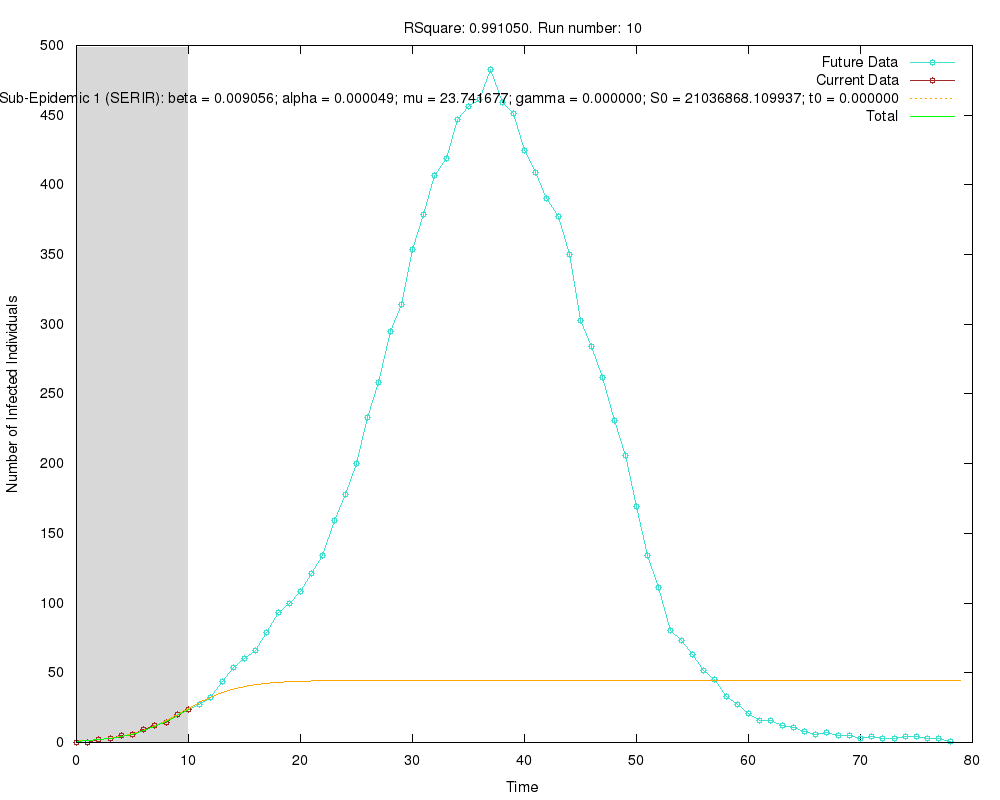 RSquare: 0.991050. Run number: 10
Future Data
Current Data
Sub-Epidemic 1 (SERIR): beta = 0.009056; alpha = 0.000049; mu = 23.741677; gamma = 0.000000; S0 = 21036868.109937; t0 = 0.000000
Total
Number of Infected Individuals
500
450
400
350
300
250
200
150
100
50
0
0 10 20 30 40 50 60 70 80
Time